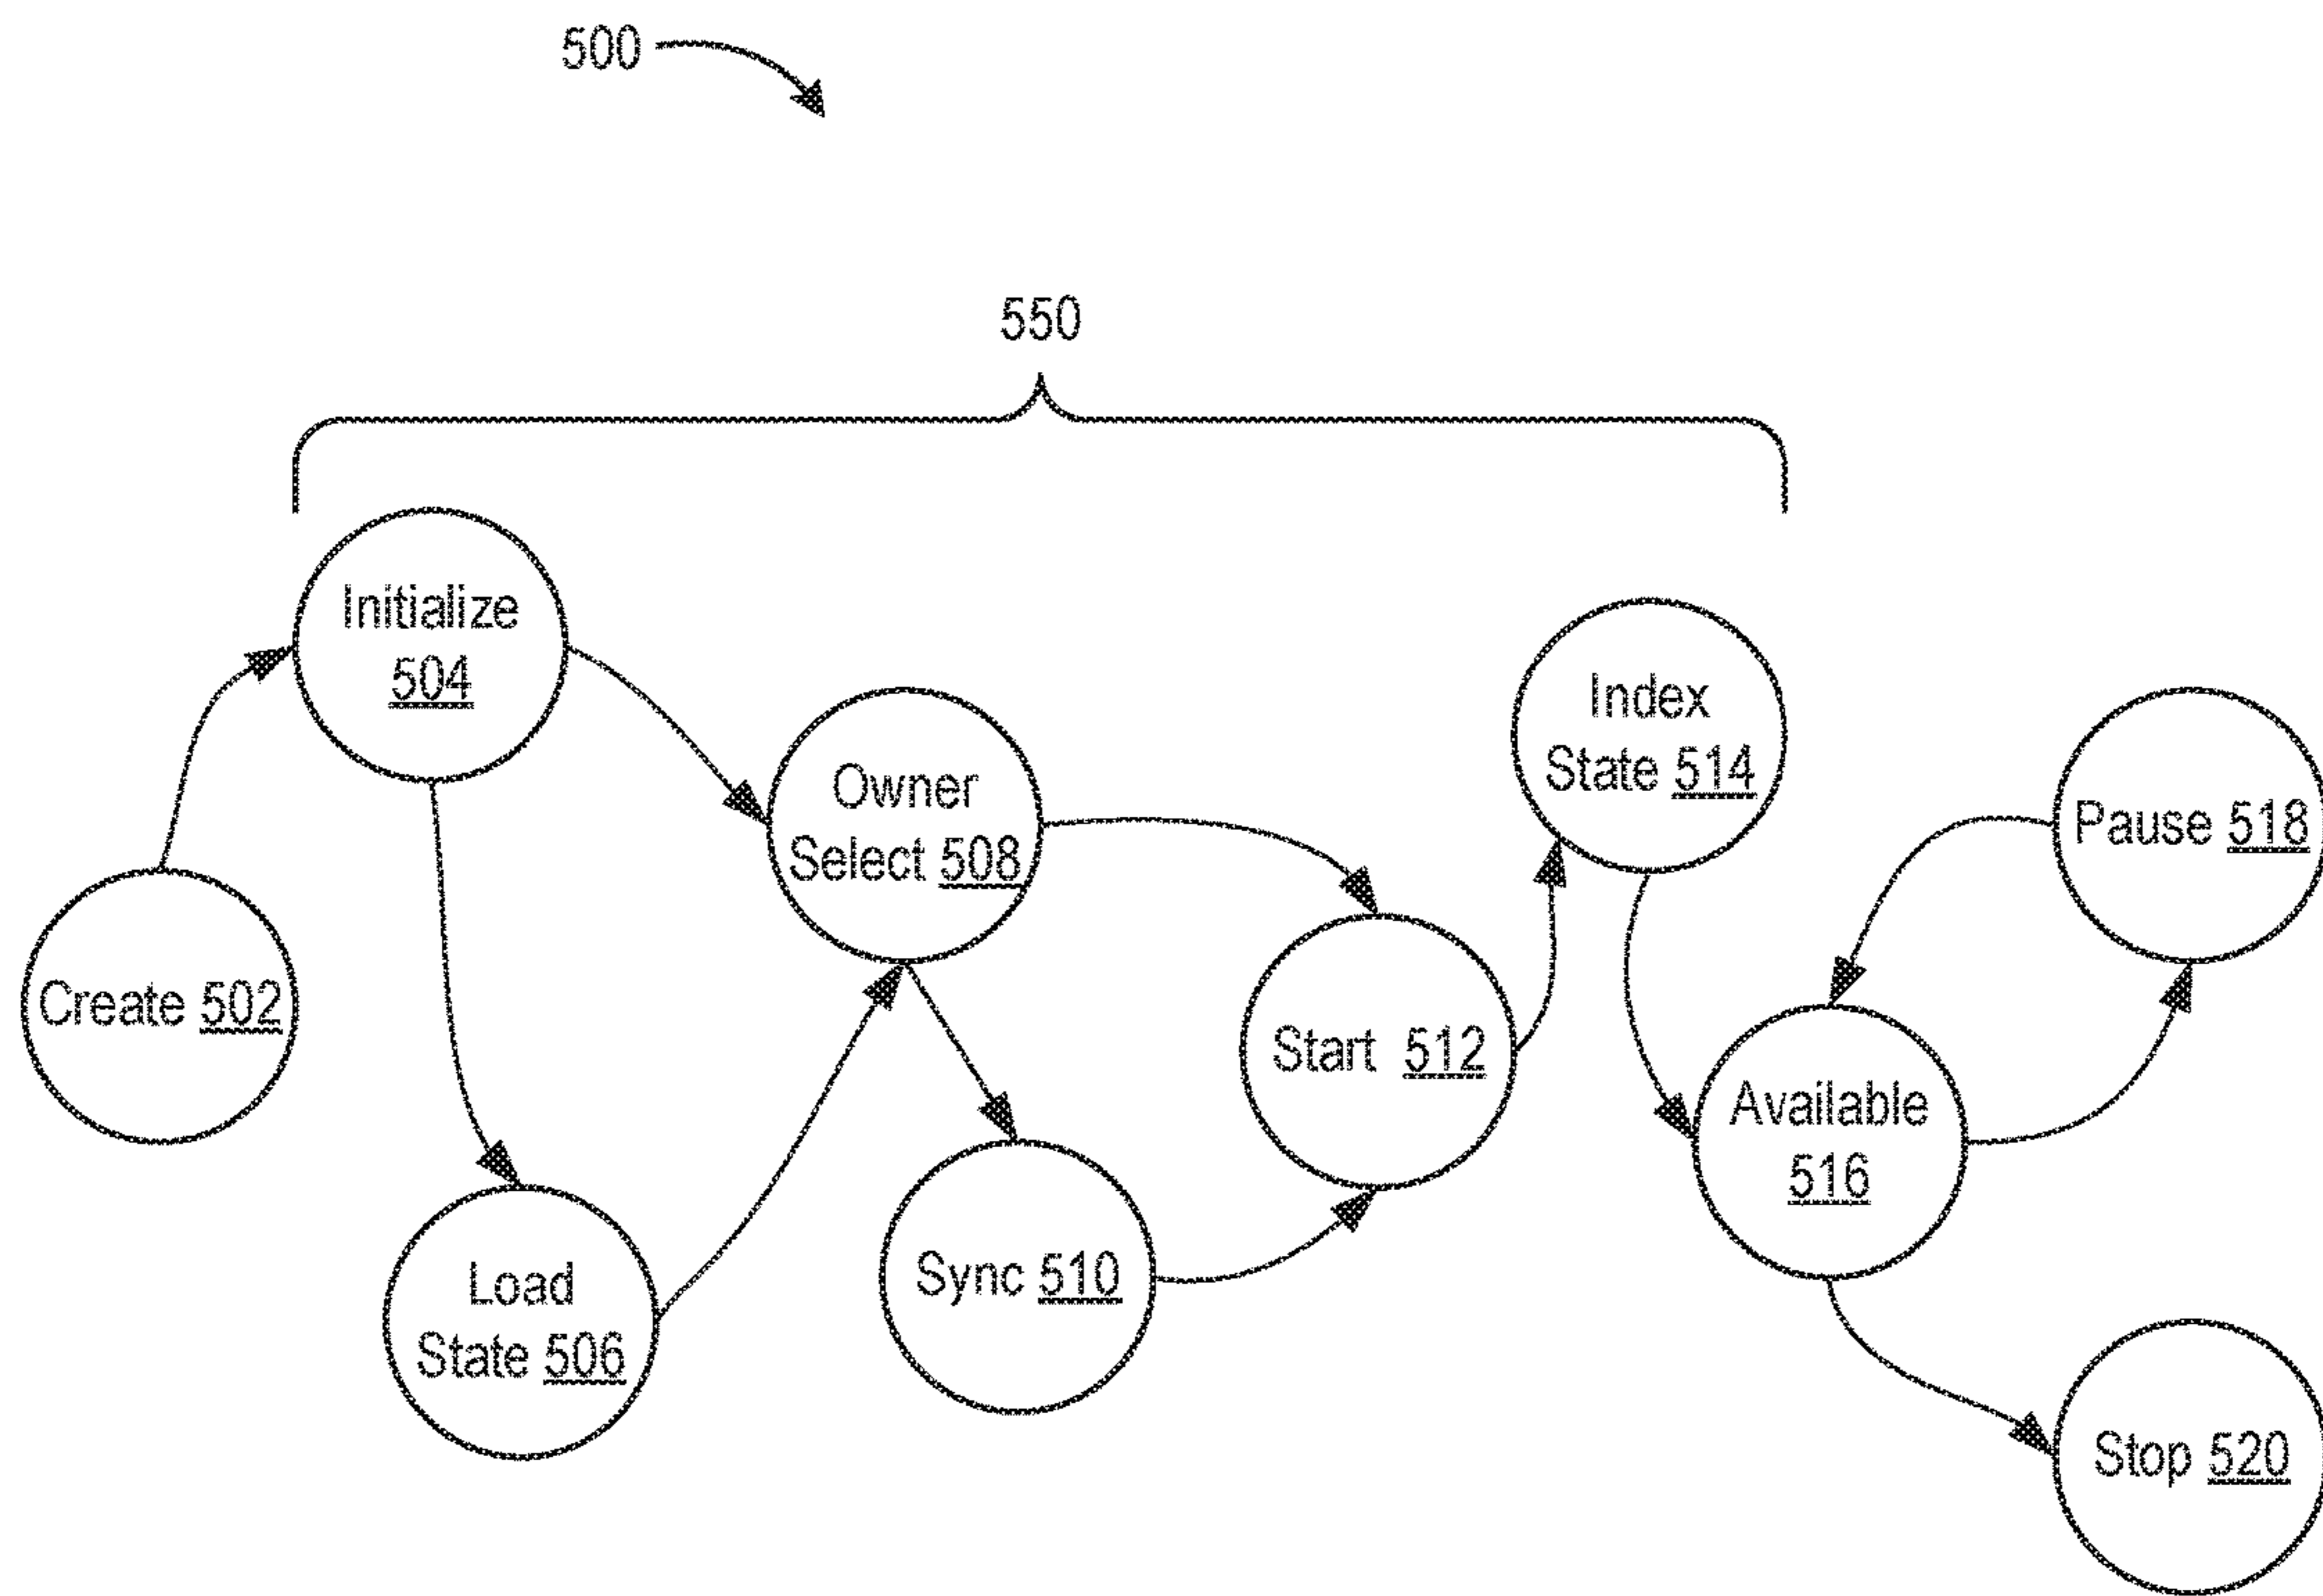 500
550
Initialize
504
Index
State 514
Owner
Select 508
Pause 518
Create 502
Start 512
Available
516
Load
State 506
Sync 510
Stop 520